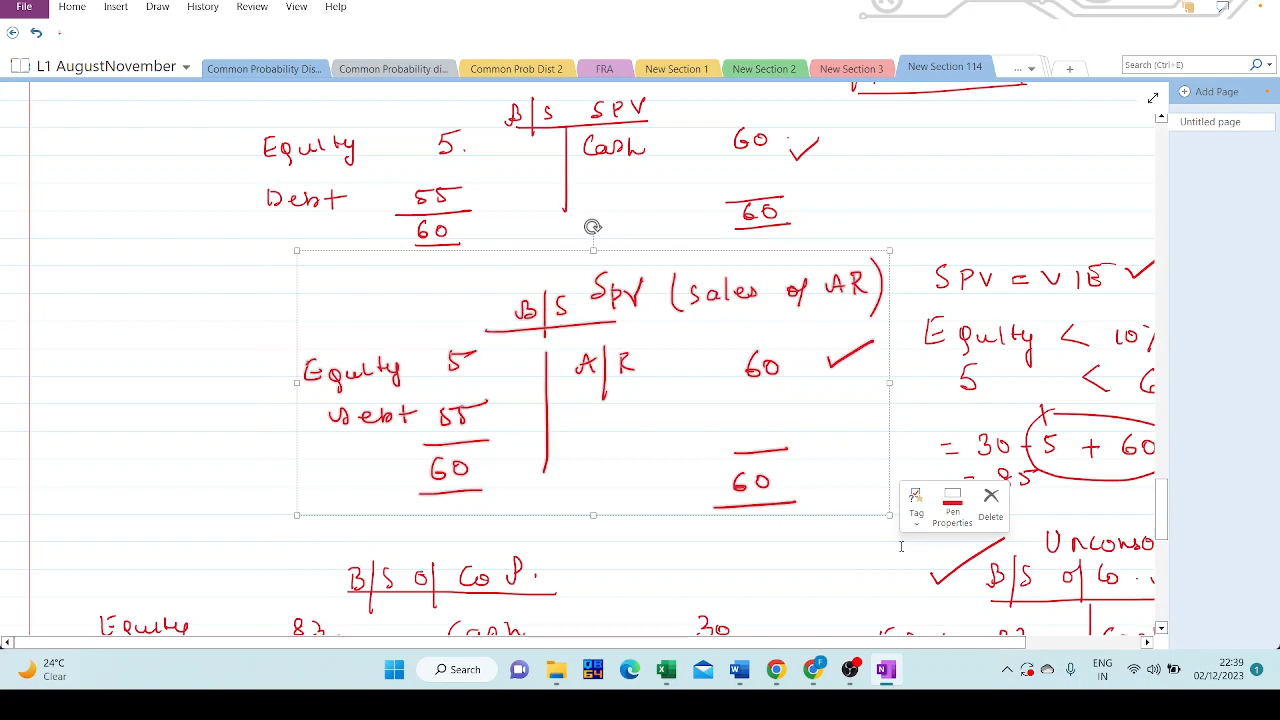 File Home Insert Draw History Review View Help
L1 AugustNovember
Common Probability Dis... Common Probability di... Common Prob Dist 2 FRA New Section 1 New Section 2 New Section 3 New Section 114 ... Search (Ctrl+E)
Add Page
Untitled page
B/S SPV
Equity 5. Cash 60
Debt 55
60 60
B/S Spv (Sales of AR)
Equity 5 A/R 60
Debt 55
60 60
SPV = VIE
Equity < 10%
5 <
= 30 - 5 + 60
Tag Pen Properties Delete
Unconso
B/S of Co P.
B/S of Co.
Equity 83 Cash 30
24°C
Clear
Search
ENG
IN
22:39
02/12/2023